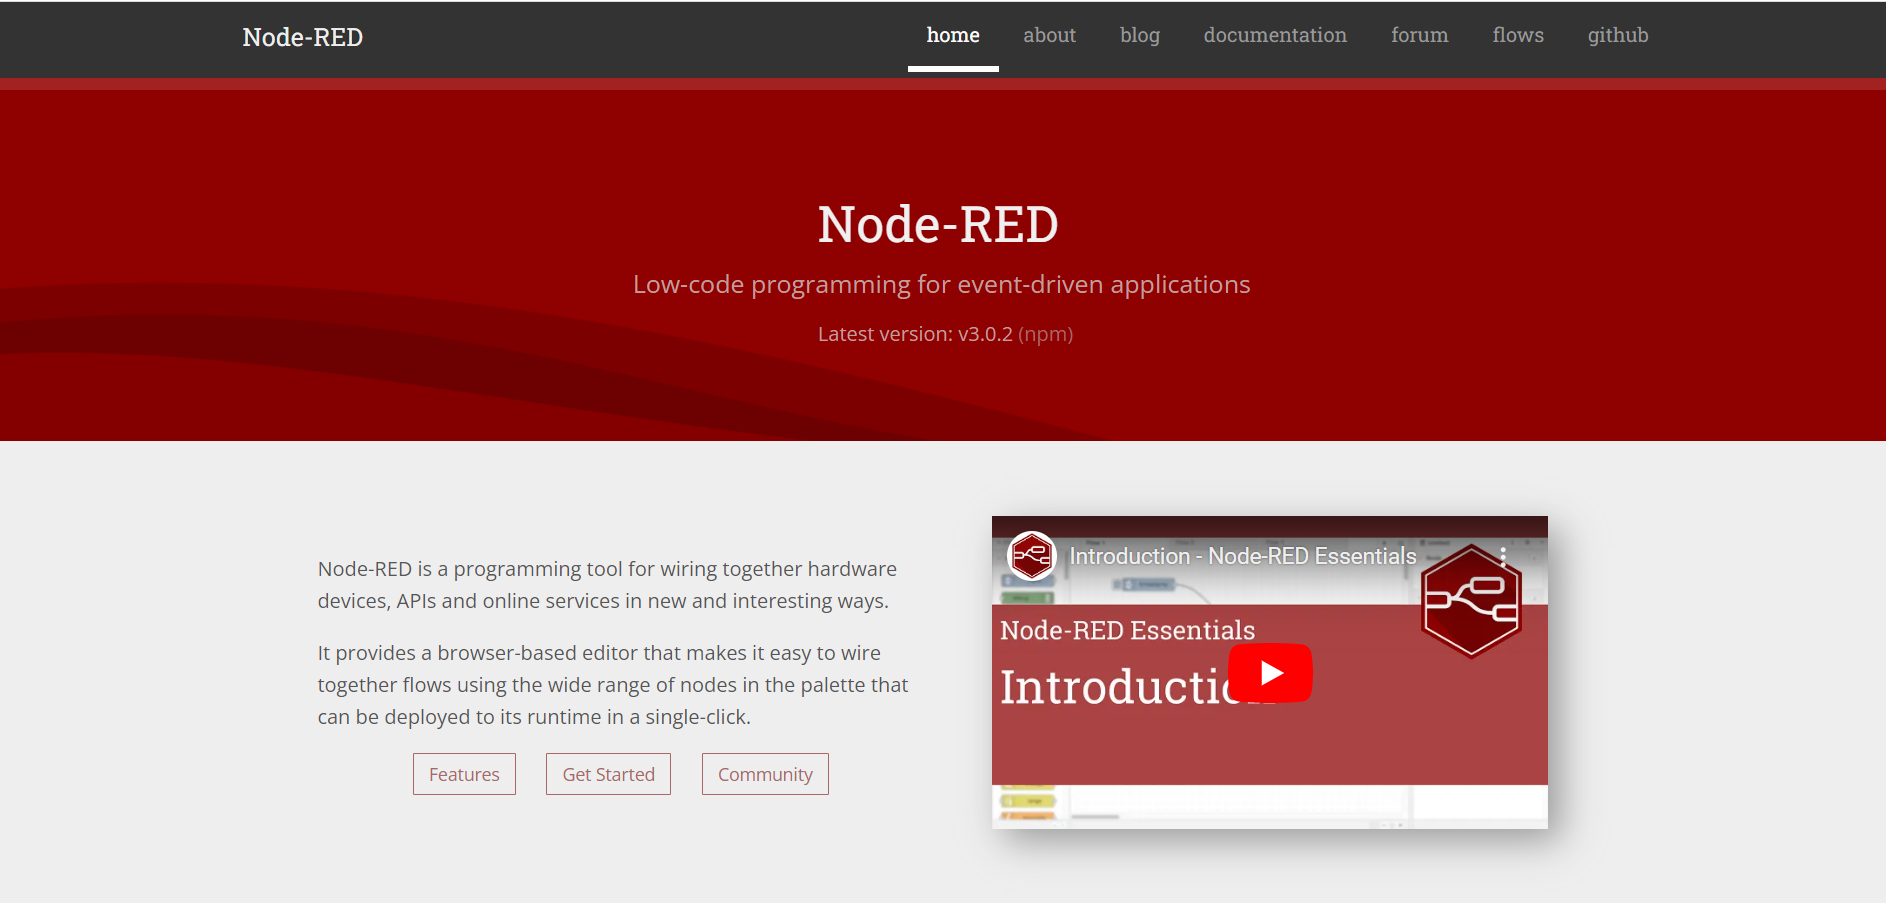 Node-RED
home about blog documentation forum flows github
Node-RED
Low-code programming for event-driven applications
Latest version: v3.0.2 (npm)
Node-RED is a programming tool for wiring together hardware
devices, APIs and online services in new and interesting ways.
It provides a browser-based editor that makes it easy to wire
together flows using the wide range of nodes in the palette that
can be deployed to its runtime in a single-click.
Features Get Started Community
Introduction - Node-RED Essentials
Node-RED Essentials
Introduction